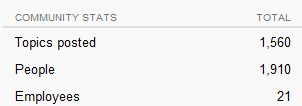 COMMUNITY STATS TOTAL
Topics posted 1,560
People 1,910
Employees 21